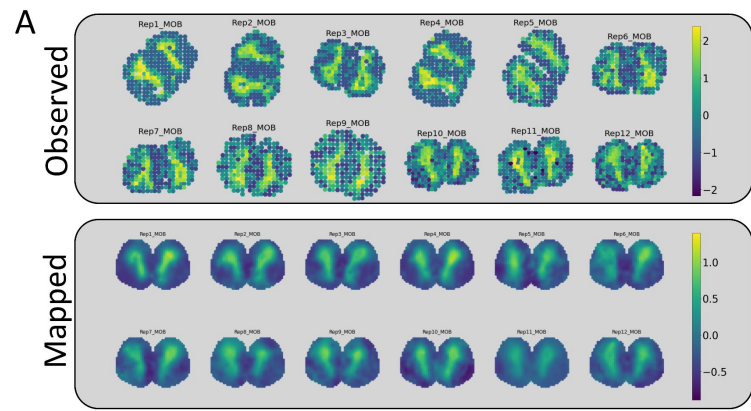 A
Observed
Rep1_MOB
Rep2_MOB
Rep3_MOB
Rep4_MOB
Rep5_MOB
Rep6_MOB
Rep7_MOB
Rep8_MOB
Rep9_MOB
Rep10_MOB
Rep11_MOB
Rep12_MOB
2
1
0
−1
−2
Mapped
Rep1_MOB
Rep2_MOB
Rep3_MOB
Rep4_MOB
Rep5_MOB
Rep6_MOB
Rep7_MOB
Rep8_MOB
Rep9_MOB
Rep10_MOB
Rep11_MOB
Rep12_MOB
1.0
0.5
0.0
−0.5